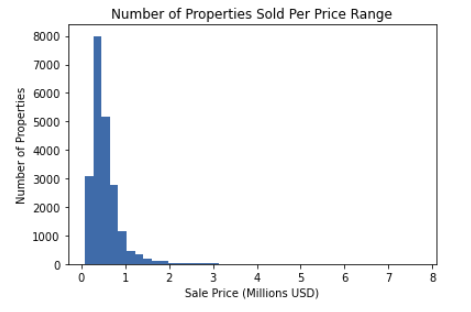 Number of Properties Sold Per Price Range
8000
7000
6000
5000
4000
3000
2000
1000
0
Number of Properties
0 1 2 3 4 5 6 7 8
Sale Price (Millions USD)